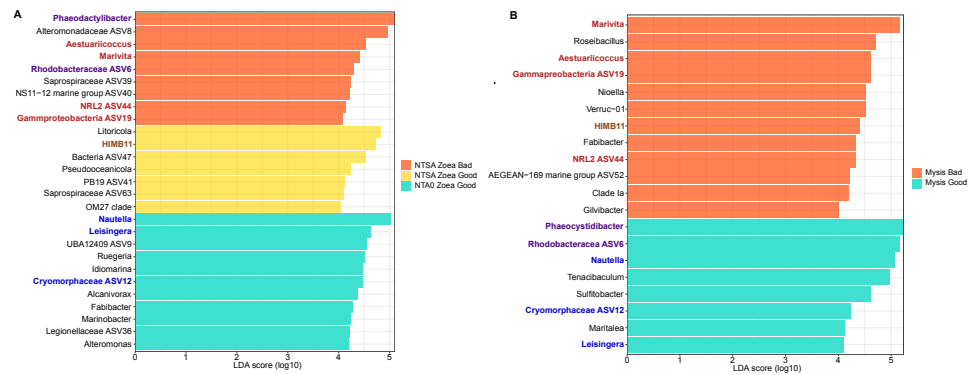 A
Phaeodactylibacter
Alteromonadaceae ASV8
Aestuariicoccus
Marivita
Rhodobacteraceae ASV6
Saprospiraceae ASV39
NS11−12 marine group ASV40
NRL2 ASV44
Gammproteobacteria ASV19
Litoricola
HIMB11
Bacteria ASV47
Pseudooceanicola
PB19 ASV41
Saprospiraceae ASV63
OM27 clade
Nautella
Leisingera
UBA12409 ASV9
Ruegeria
Idiomarina
Cryomorphaceae ASV12
Alcanivorax
Fabibacter
Marinobacter
Legionellaceae ASV36
Alteromonas
0 1 2 3 4 5
LDA score (log10)
NTSA Zoea Bad
NTSA Zoea Good
NTA0 Zoea Good
B
Marivita
Roseibacillus
Aestuariicoccus
Gammapreobacteria ASV19
Nioella
Verruc−01
HIMB11
Fabibacter
NRL2 ASV44
AEGEAN−169 marine group ASV52
Clade Ia
Gilvibacter
Phaeocystidibacter
Rhodobacteracea ASV6
Nautella
Tenacibaculum
Sulfitobacter
Cryomorphaceae ASV12
Maritalea
Leisingera
0 1 2 3 4 5
LDA score (log10)
Mysis Bad
Mysis Good